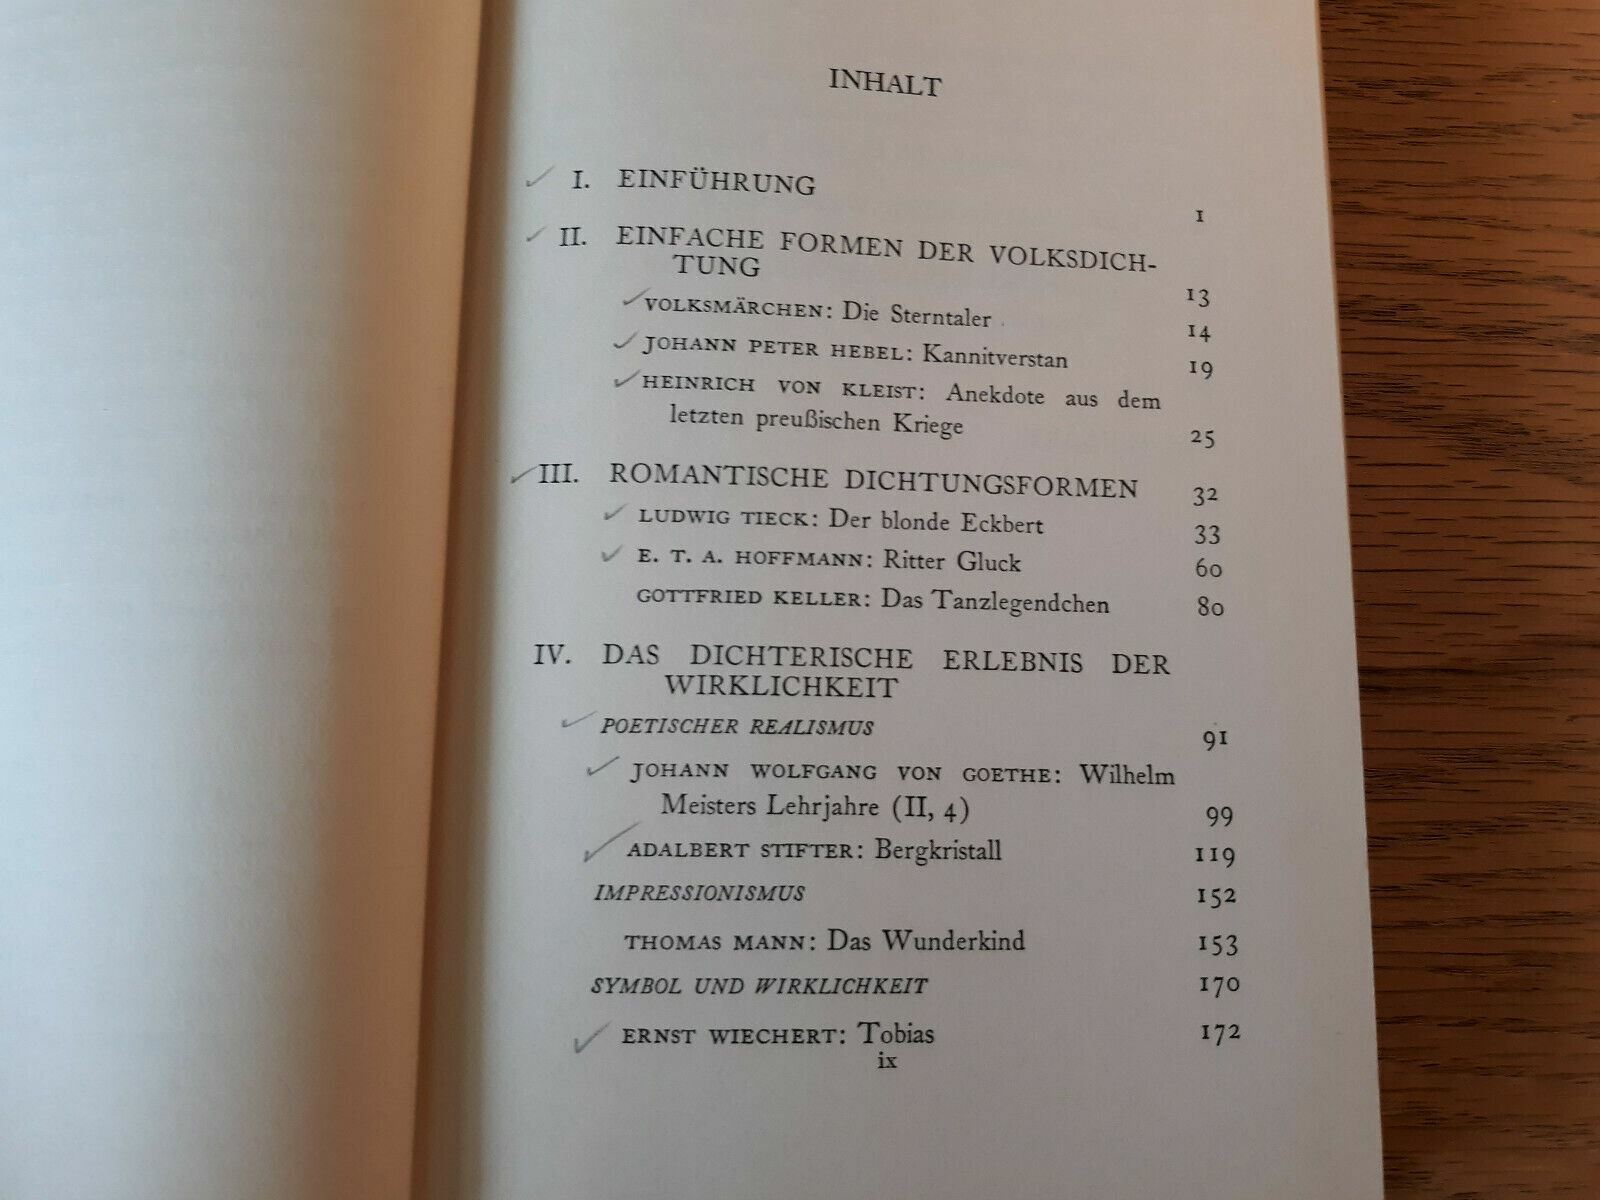 INHALT
I. EINFÜHRUNG 1
II. EINFACHE FORMEN DER VOLKSDICH-
TUNG 13
VOLKSMÄRCHEN: Die Sterntaler 14
JOHANN PETER HEBEL: Kannitverstan 19
HEINRICH VON KLEIST: Anekdote aus dem
letzten preußischen Kriege 25
III. ROMANTISCHE DICHTUNGSFORMEN 32
LUDWIG TIECK: Der blonde Eckbert 33
E. T. A. HOFFMANN: Ritter Gluck 60
GOTTFRIED KELLER: Das Tanzlegendchen 80
IV. DAS DICHTERISCHE ERLEBNIS DER
WIRKLICHKEIT
POETISCHER REALISMUS 91
JOHANN WOLFGANG VON GOETHE: Wilhelm
Meisters Lehrjahre (II, 4) 99
ADALBERT STIFTER: Bergkristall 119
IMPRESSIONISMUS 152
THOMAS MANN: Das Wunderkind 153
SYMBOL UND WIRKLICHKEIT 170
ERNST WIECHERT: Tobias 172
ix